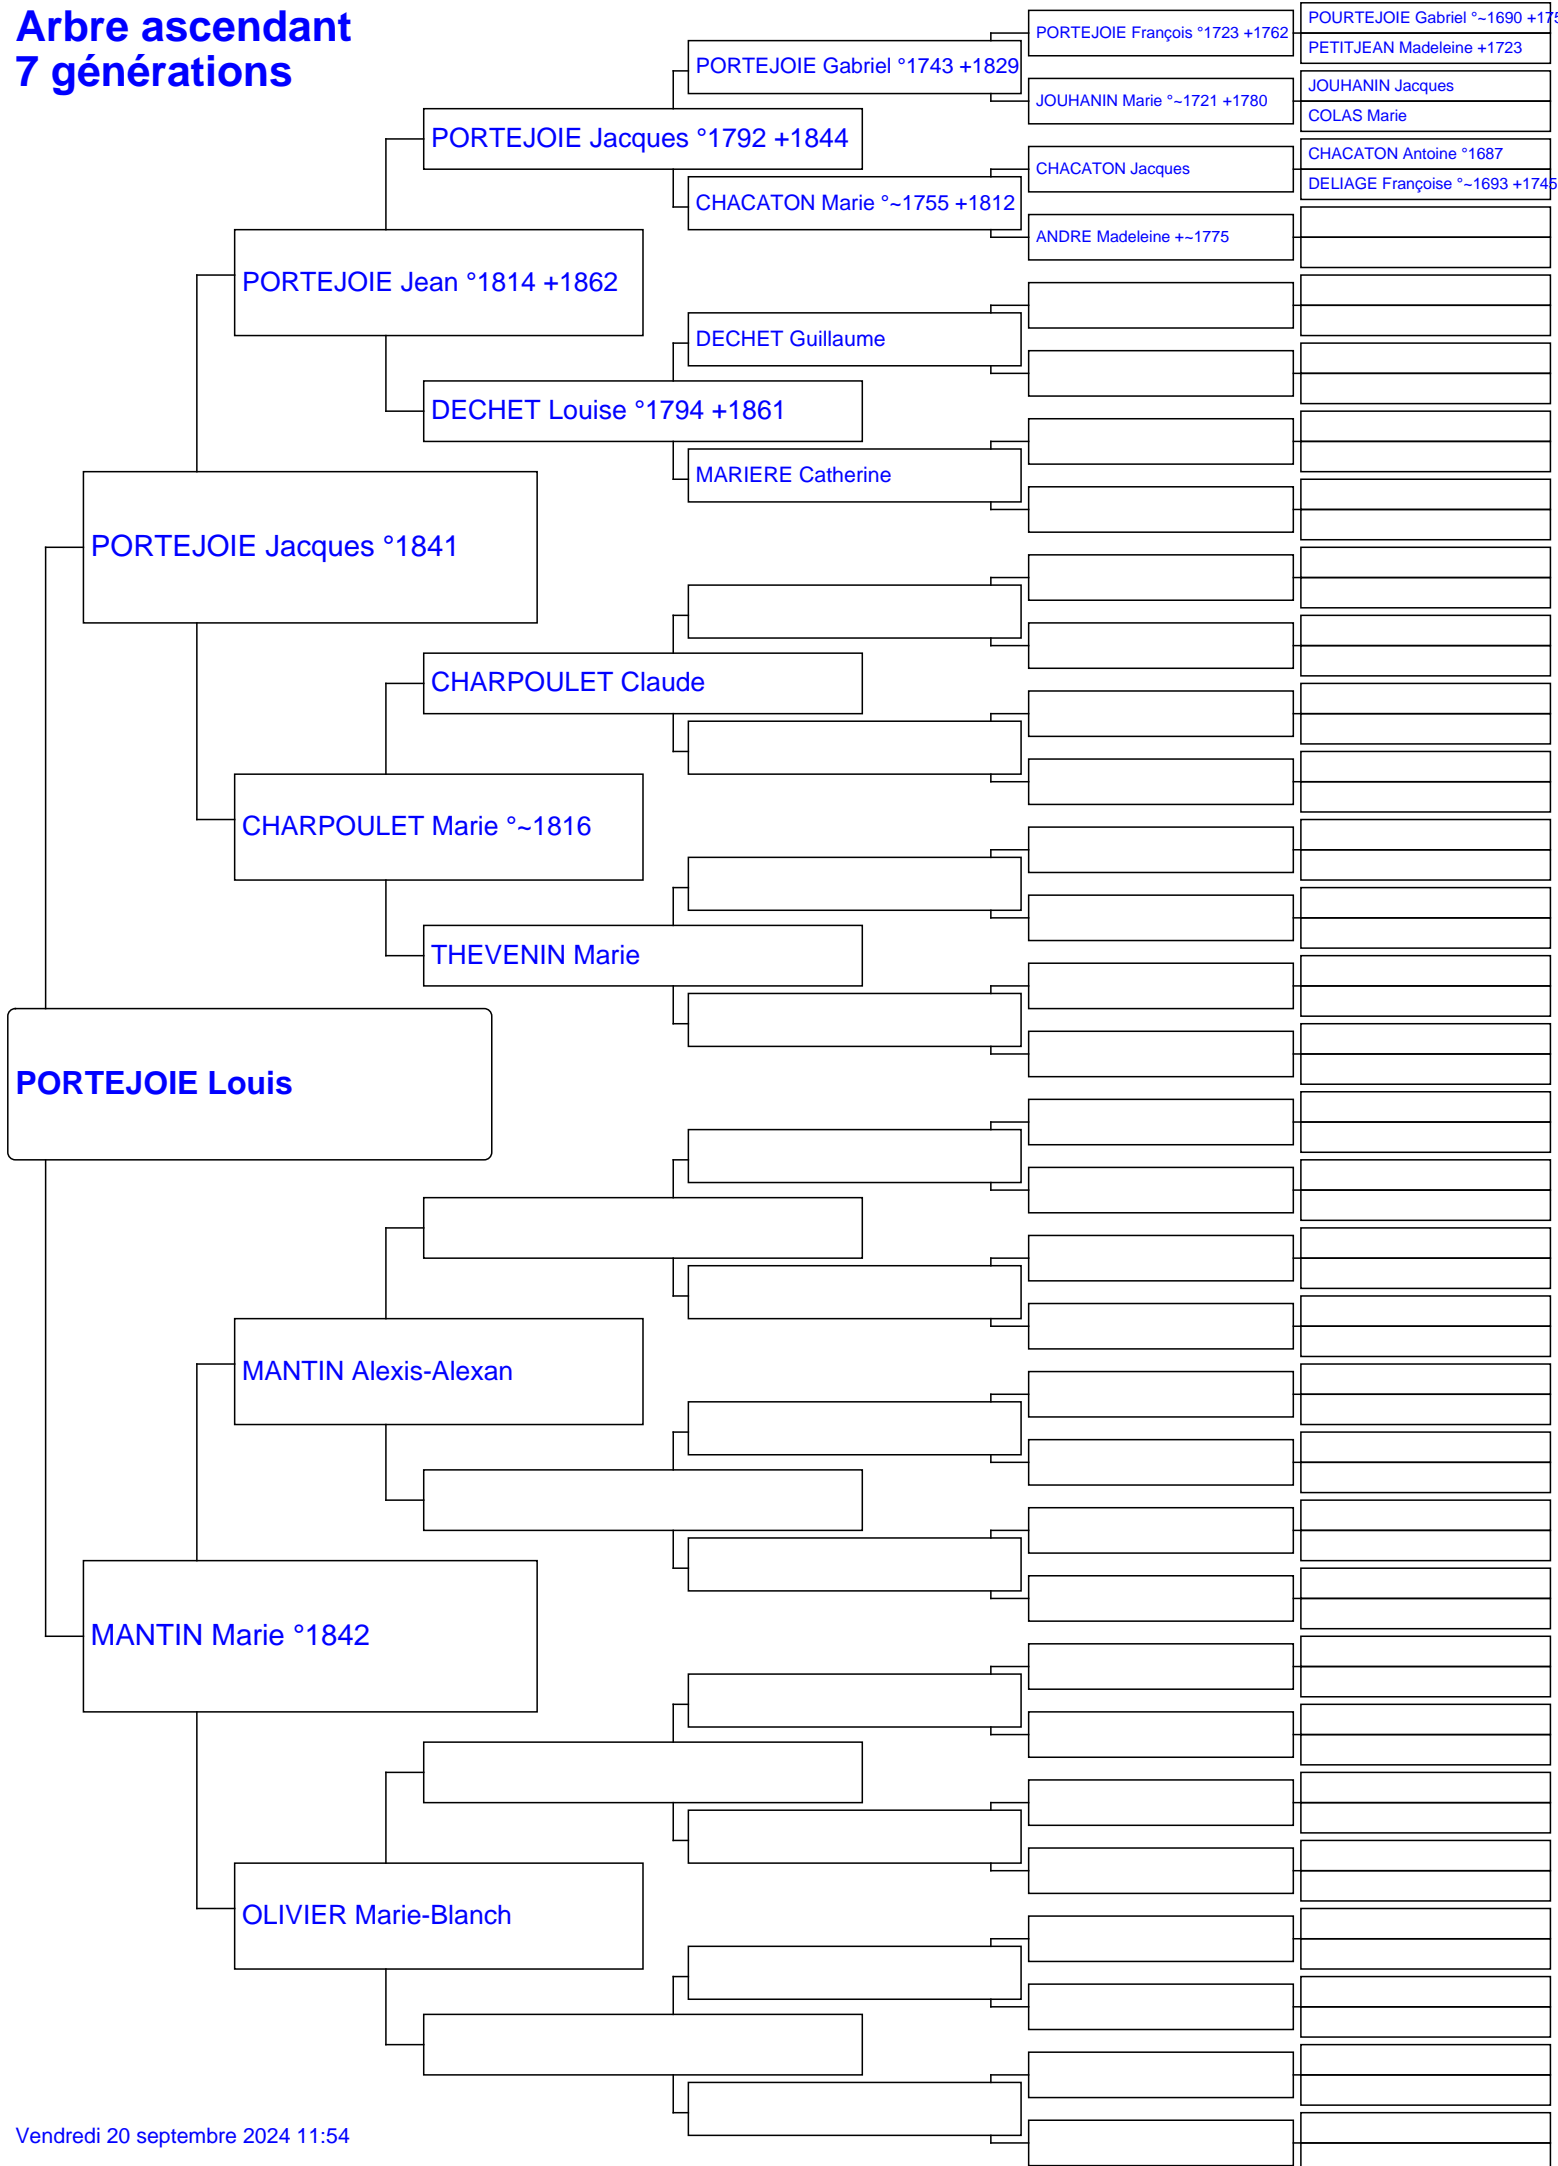 Arbre ascendant
7 générations
PORTEJOIE François °1723 +1762
POURTEJOIE Gabriel °~1690 +175
PETITJEAN Madeleine +1723
PORTEJOIE Gabriel °1743 +1829
JOUHANIN Marie °~1721 +1780
JOUHANIN Jacques
COLAS Marie
PORTEJOIE Jacques °1792 +1844
CHACATON Jacques
CHACATON Antoine °1687
DELIAGE Françoise °~1693 +1745
CHACATON Marie °~1755 +1812
ANDRE Madeleine +~1775
PORTEJOIE Jean °1814 +1862
DECHET Guillaume
DECHET Louise °1794 +1861
MARIERE Catherine
PORTEJOIE Jacques °1841
CHARPOULET Claude
CHARPOULET Marie °~1816
THEVENIN Marie
PORTEJOIE Louis
MANTIN Alexis-Alexan
MANTIN Marie °1842
OLIVIER Marie-Blanch
Vendredi 20 septembre 2024 11:54